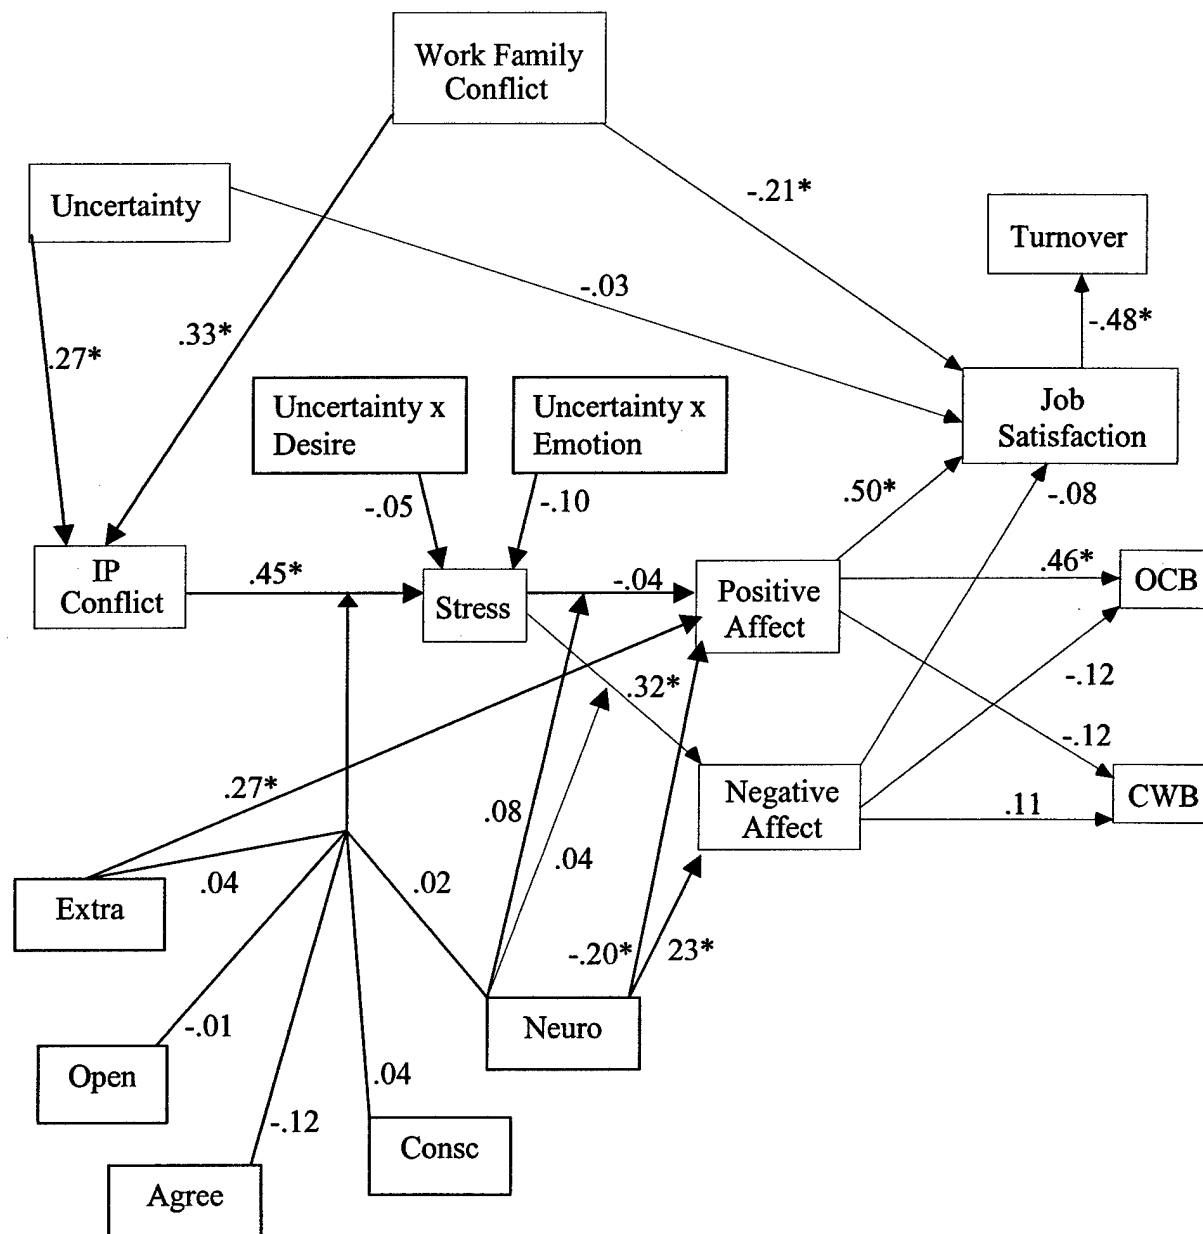 Work Family
Conflict
Uncertainty
-.21*
Turnover
-.03
.33*
-.48*
.27*
Uncertainty x
Desire
Uncertainty x
Emotion
Job
Satisfaction
-.05
-.10
.50*
-.08
IP
Conflict
.45*
Stress
-.04
Positive
Affect
.46*
OCB
.32*
-.12
-.12
.27*
.08
Negative
Affect
.11
CWB
.04
.04
.02
Extra
-.20*
23*
-.01
Neuro
Open
.04
-.12
Consc
Agree